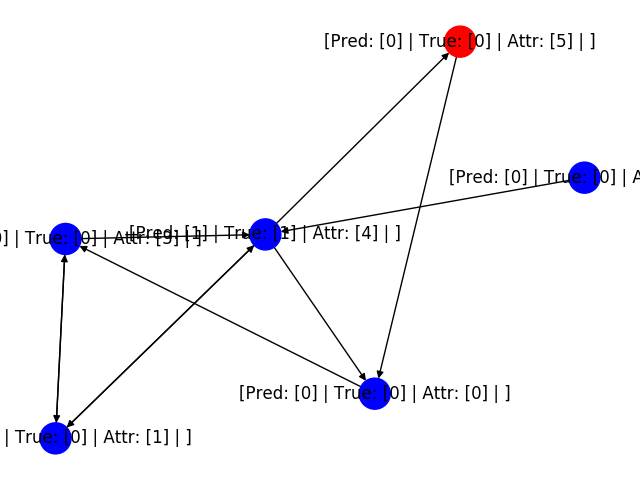 [Pred: [0] | True: [0] | Attr: [5] | ]
[Pred: [0] | True: [0] | A
[Pred: [1] | True: [1] | Attr: [4] | ]
0] | True: [0] | Attr: [3] | ]
[Pred: [0] | True: [0] | Attr: [0] | ]
| True: [0] | Attr: [1] | ]